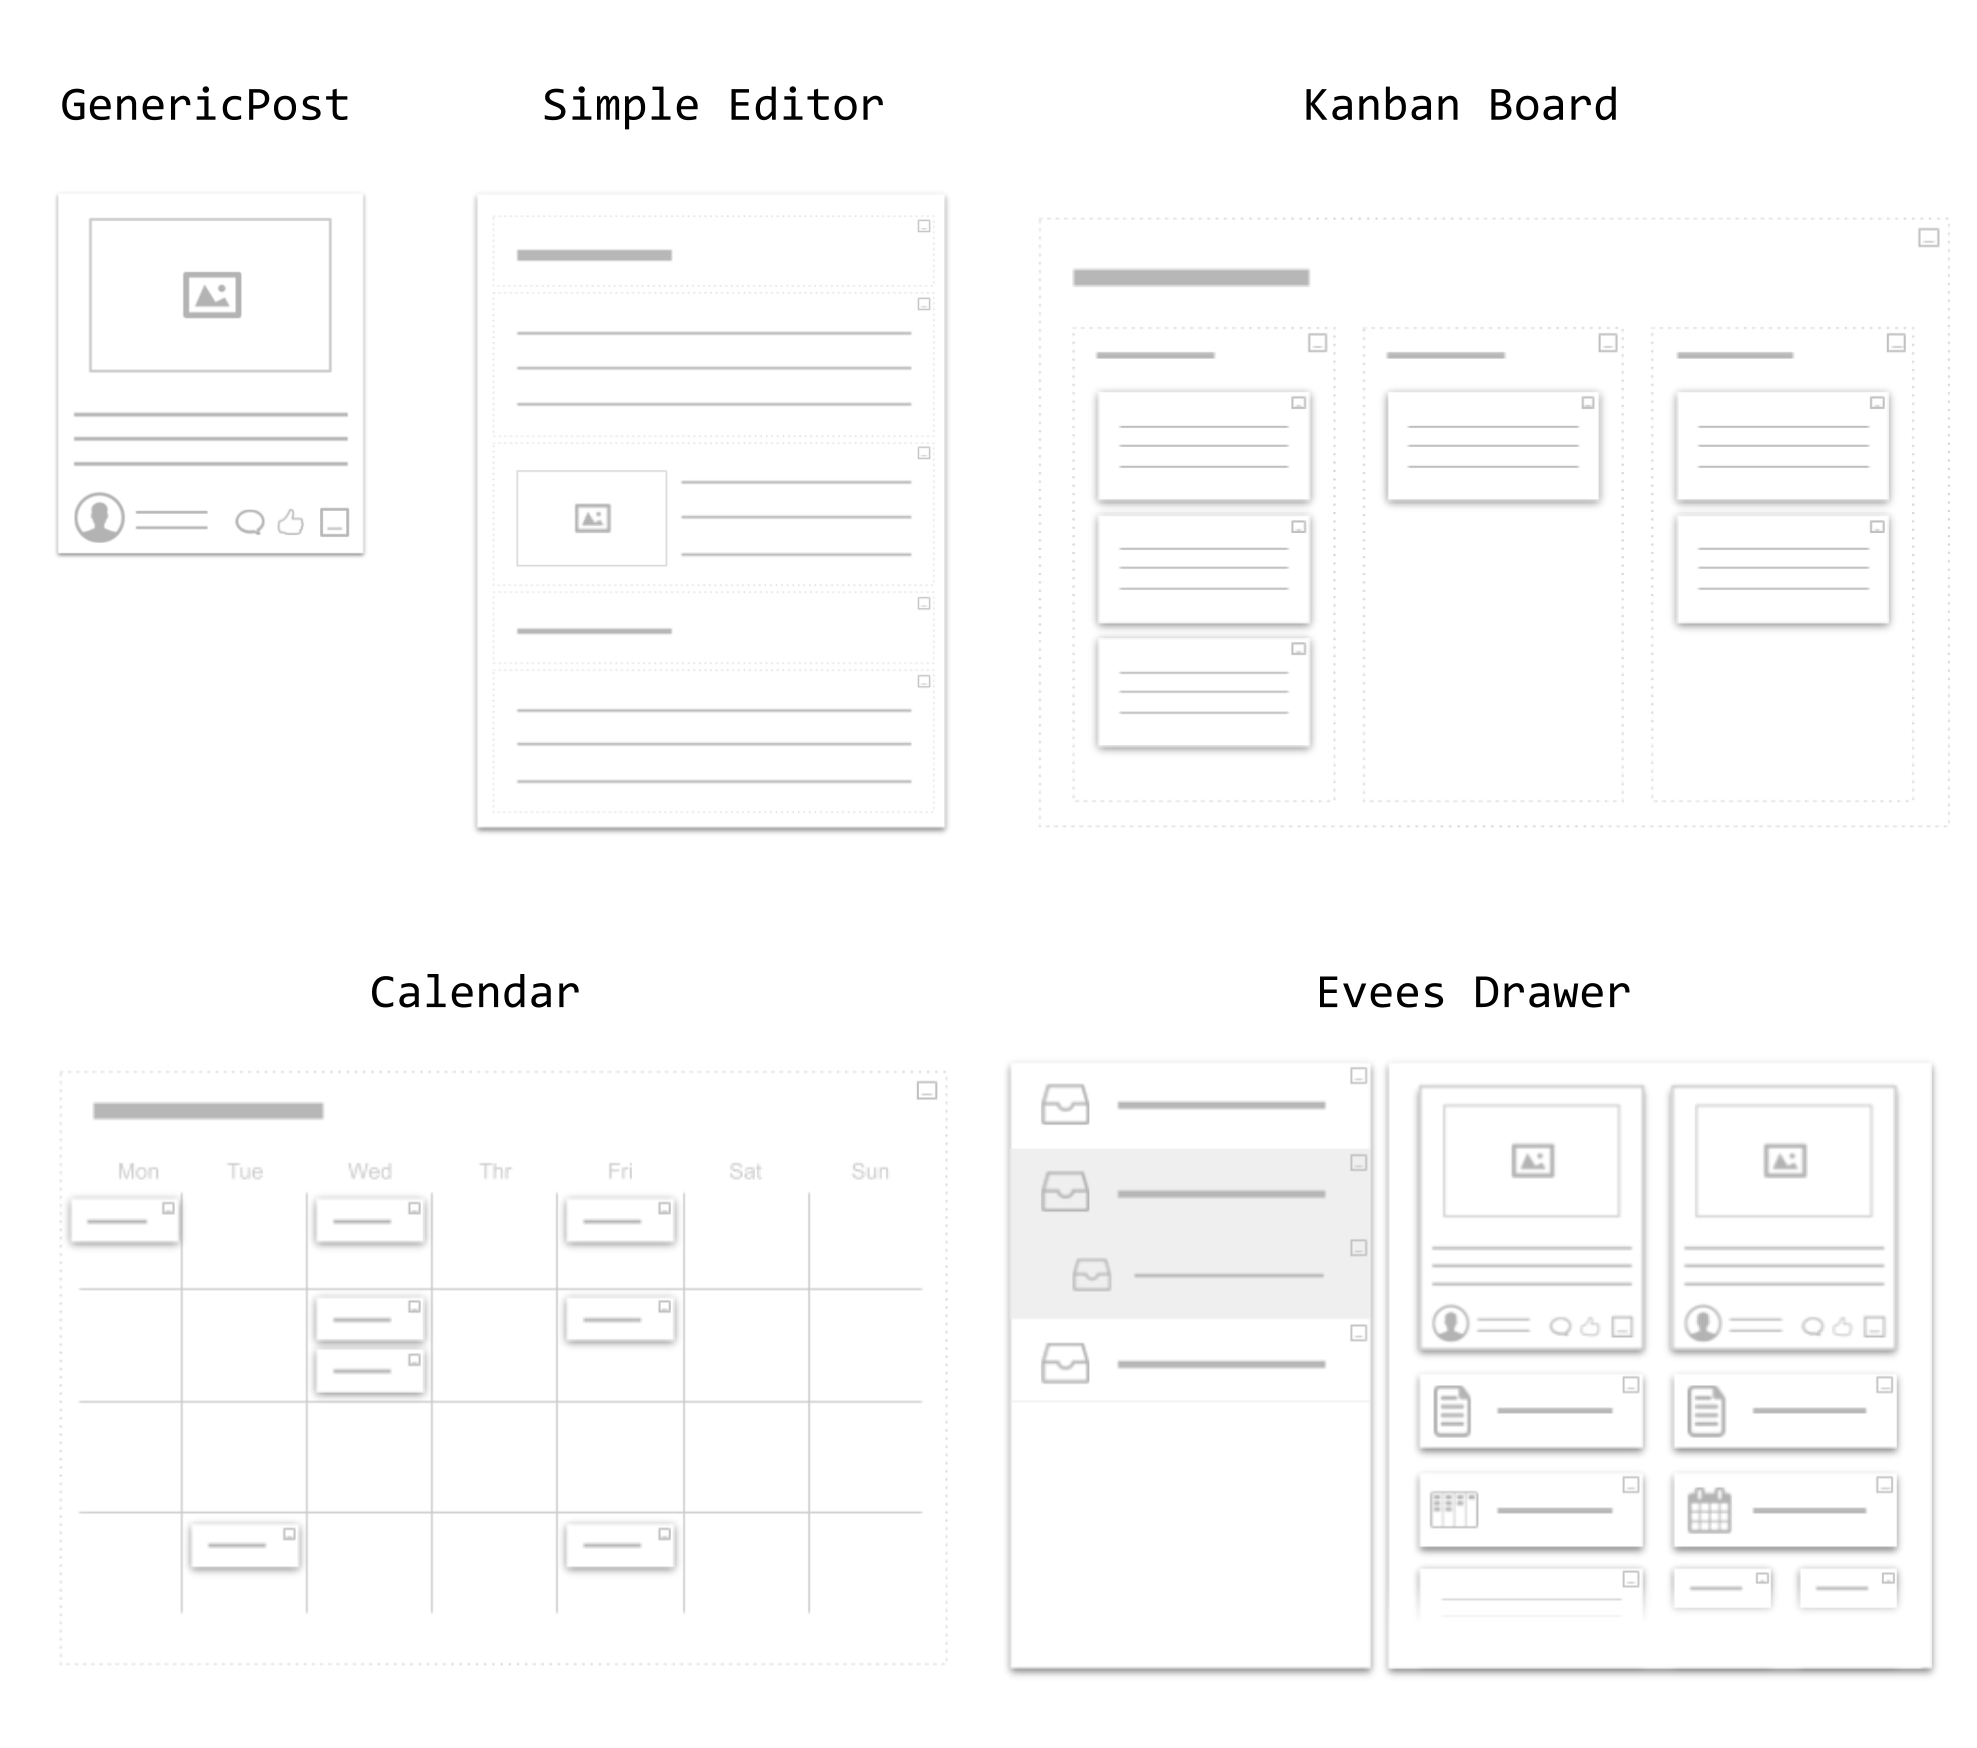 GenericPost
Simple Editor
Kanban Board
Calendar
Evees Drawer
Mon Tue Wed Thr Fri Sat Sun